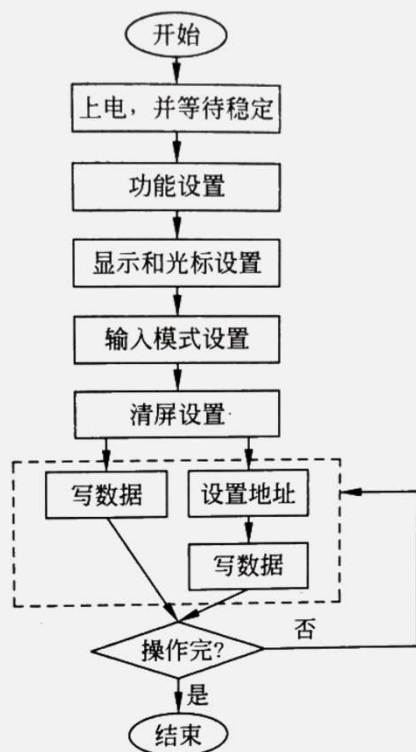 开始
上电，并等待稳定
功能设置
显示和光标设置
输入模式设置
清屏设置
写数据
设置地址
写数据
操作完?
否
是
结束